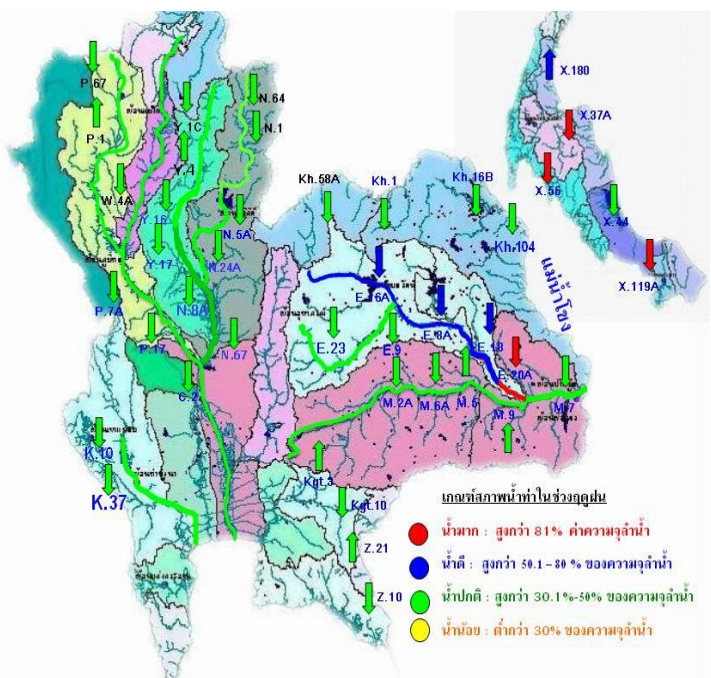 P.67
P.1
W.4A
Y.1C
Y.4
N.64
N.1
Y.16
Y.17
N.5A
N.24A
N.8A
P.7A
P.17
N.67
C.2
K.10
K.37
Kh.58A
Kh.1
Kh.16B
Kh.104
แม่น้ำโขง
E.16A
E.8A
E.18
E.23
E.9
E.20A
M.2A
M.6A
M.5
M.9
M.7
Kgt.3
Kgt.10
Z.21
Z.10
X.180
X.37A
X.56
X.44
X.119A
เกณฑ์สภาพน้ำท่าในช่วงฤดูฝน
น้ำมาก : สูงกว่า 81% ค่าความจุลำน้ำ
น้ำดี : สูงกว่า 50.1 – 80 % ของความจุลำน้ำ
น้ำปกติ : สูงกว่า 30.1%-50% ของความจุลำน้ำ
น้ำน้อย : ต่ำกว่า 30% ของความจุลำน้ำ